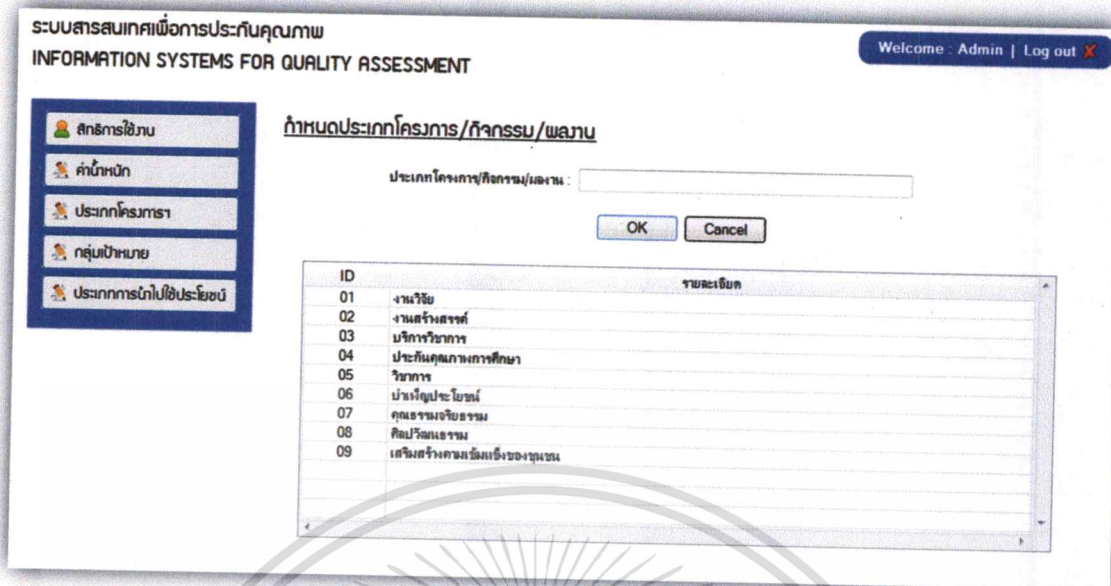 ระบบสารสนเทศเพื่อการประกันคุณภาพ
INFORMATION SYSTEMS FOR QUALITY ASSESSMENT
Welcome : Admin | Log out X
สิทธิการใช้งาน
ค่าน้ำหนัก
ประเภทโครงการฯ
กลุ่มเป้าหมาย
ประเภทการนำไปใช้ประโยชน์
กำหนดประเภทโครงการ/กิจกรรม/ผลงาน
ประเภทโครงการ/กิจกรรม/ผลงาน :
OK Cancel
ID รายละเอียด
01 งานวิจัย
02 งานสร้างสรรค์
03 บริการวิชาการ
04 ประกันคุณภาพการศึกษา
05 วิชาการ
06 บำเพ็ญประโยชน์
07 คุณธรรมจริยธรรม
08 ศิลปวัฒนธรรม
09 เสริมสร้างความเข้มแข็งของชุมชน